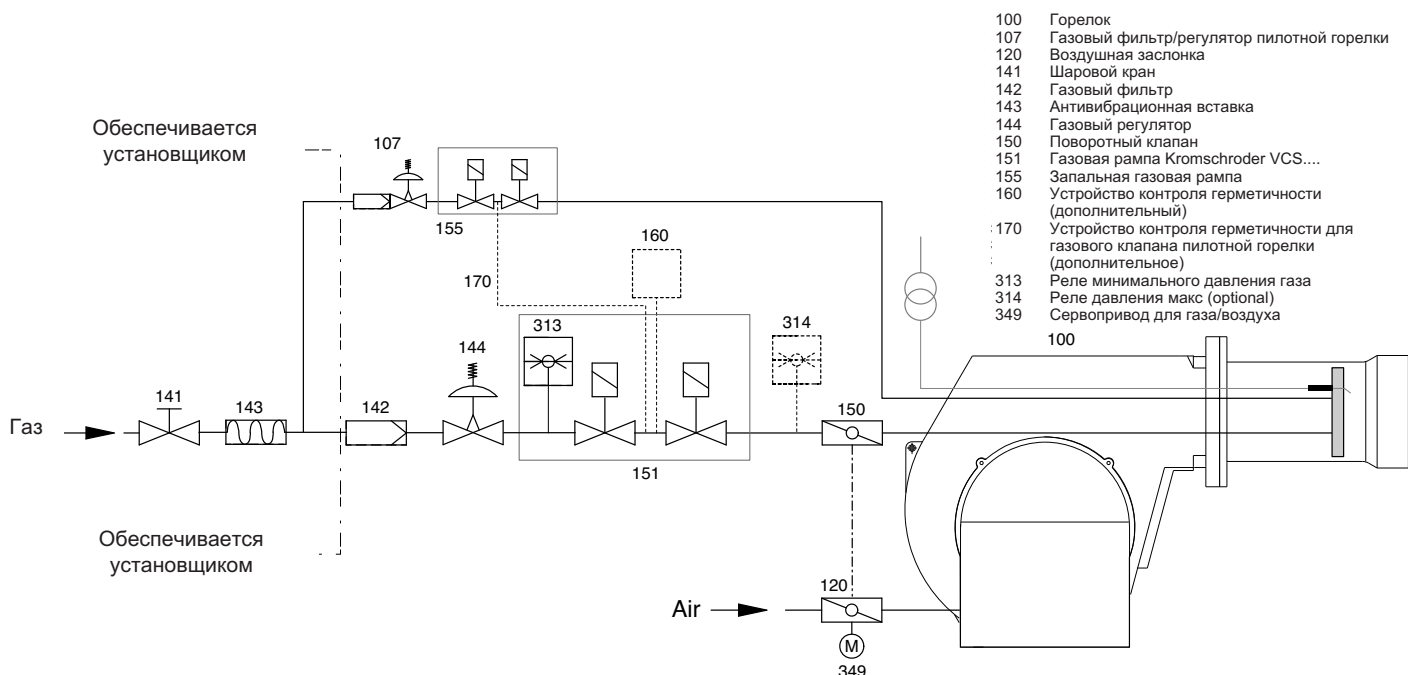 100 Горелок
107 Газовый фильтр/регулятор пилотной горелки
120 Воздушная заслонка
141 Шаровой кран
142 Газовый фильтр
143 Антивибрационная вставка
144 Газовый регулятор
150 Поворотный клапан
151 Газовая рампа Kromschroder VCS....
155 Запальная газовая рампа
160 Устройство контроля герметичности
(дополнительный)
170 Устройство контроля герметичности для
газового клапана пилотной горелки
(дополнительное)
313 Реле минимального давления газа
314 Реле давления макс (optional)
349 Сервопривод для газа/воздуха
Обеспечивается
установщиком
107
155
160
170
313
314
144
100
141
143
142
150
Газ
151
Обеспечивается
установщиком
120
Air
M
349